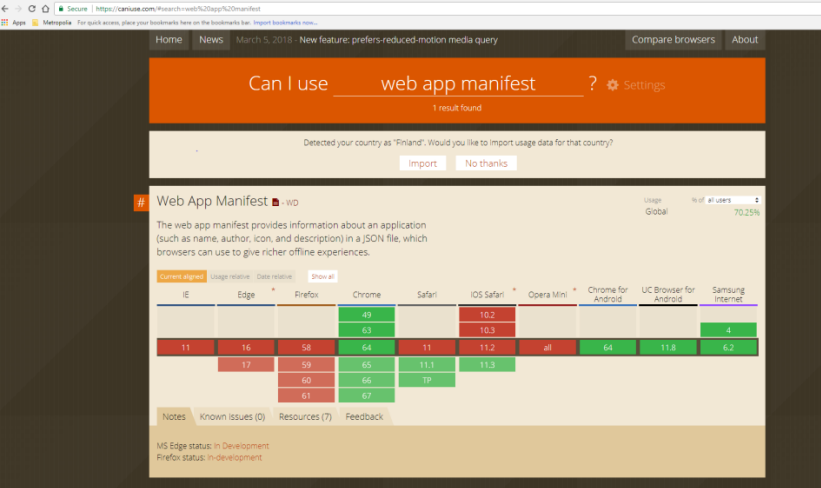 Secure | https://caniuse.com/#search=web%20app%20manifest
Apps Metropolia For quick access, place your bookmarks here on the bookmarks bar. Import bookmarks now...
Home News March 5, 2018 - New feature: prefers-reduced-motion media query Compare browsers About
Can I use web app manifest ? Settings
1 result found
Detected your country as "Finland". Would you like to import usage data for that country?
Import No thanks
# Web App Manifest - WD
Usage % of all users
Global 70.25%
The web app manifest provides information about an application
(such as name, author, icon, and description) in a JSON file, which
browsers can use to give richer offline experiences.
Current aligned Usage relative Date relative Show all
IE Edge * Firefox Chrome Safari iOS Safari * Opera Mini * Chrome for Android UC Browser for Android Samsung Internet
49 10.2
63 10.3 4
11 16 58 64 11 11.2 all 64 11.8 6.2
17 59 65 11.1 11.3
60 66 TP
61 67
Notes Known issues (0) Resources (7) Feedback
MS Edge status: In Development
Firefox status: in-development